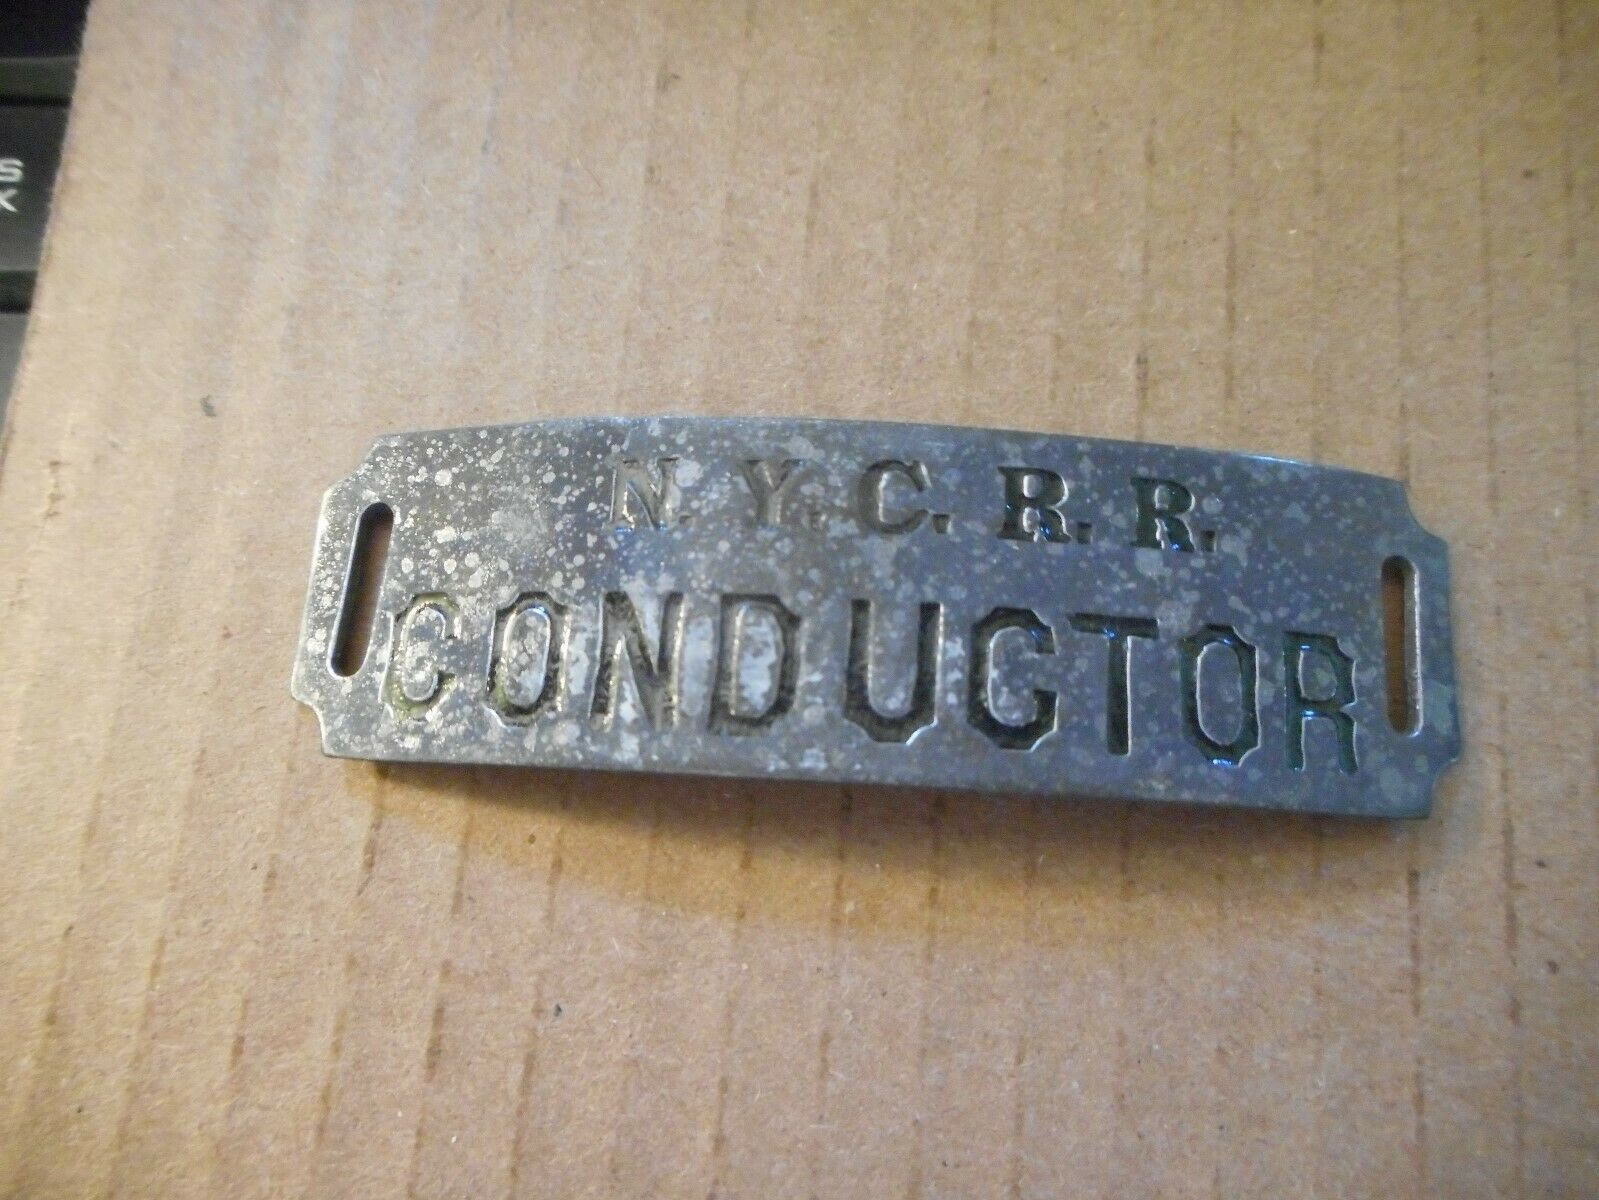 N. Y. C. R. R.
CONDUCTOR